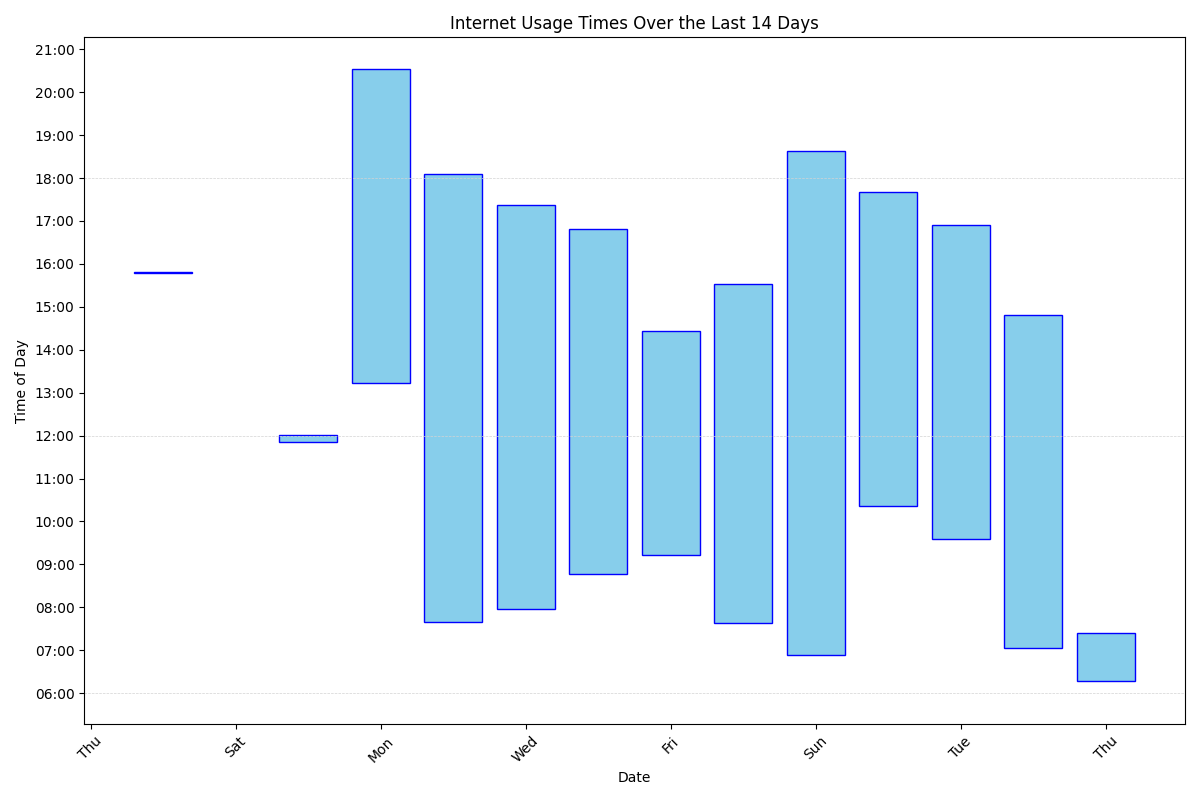 Internet Usage Times Over the Last 14 Days
21:00
20:00
19:00
18:00
17:00
16:00
15:00
14:00
13:00
12:00
11:00
10:00
09:00
08:00
07:00
06:00
Time of Day
Thu
Sat
Mon
Wed
Fri
Sun
Tue
Thu
Date